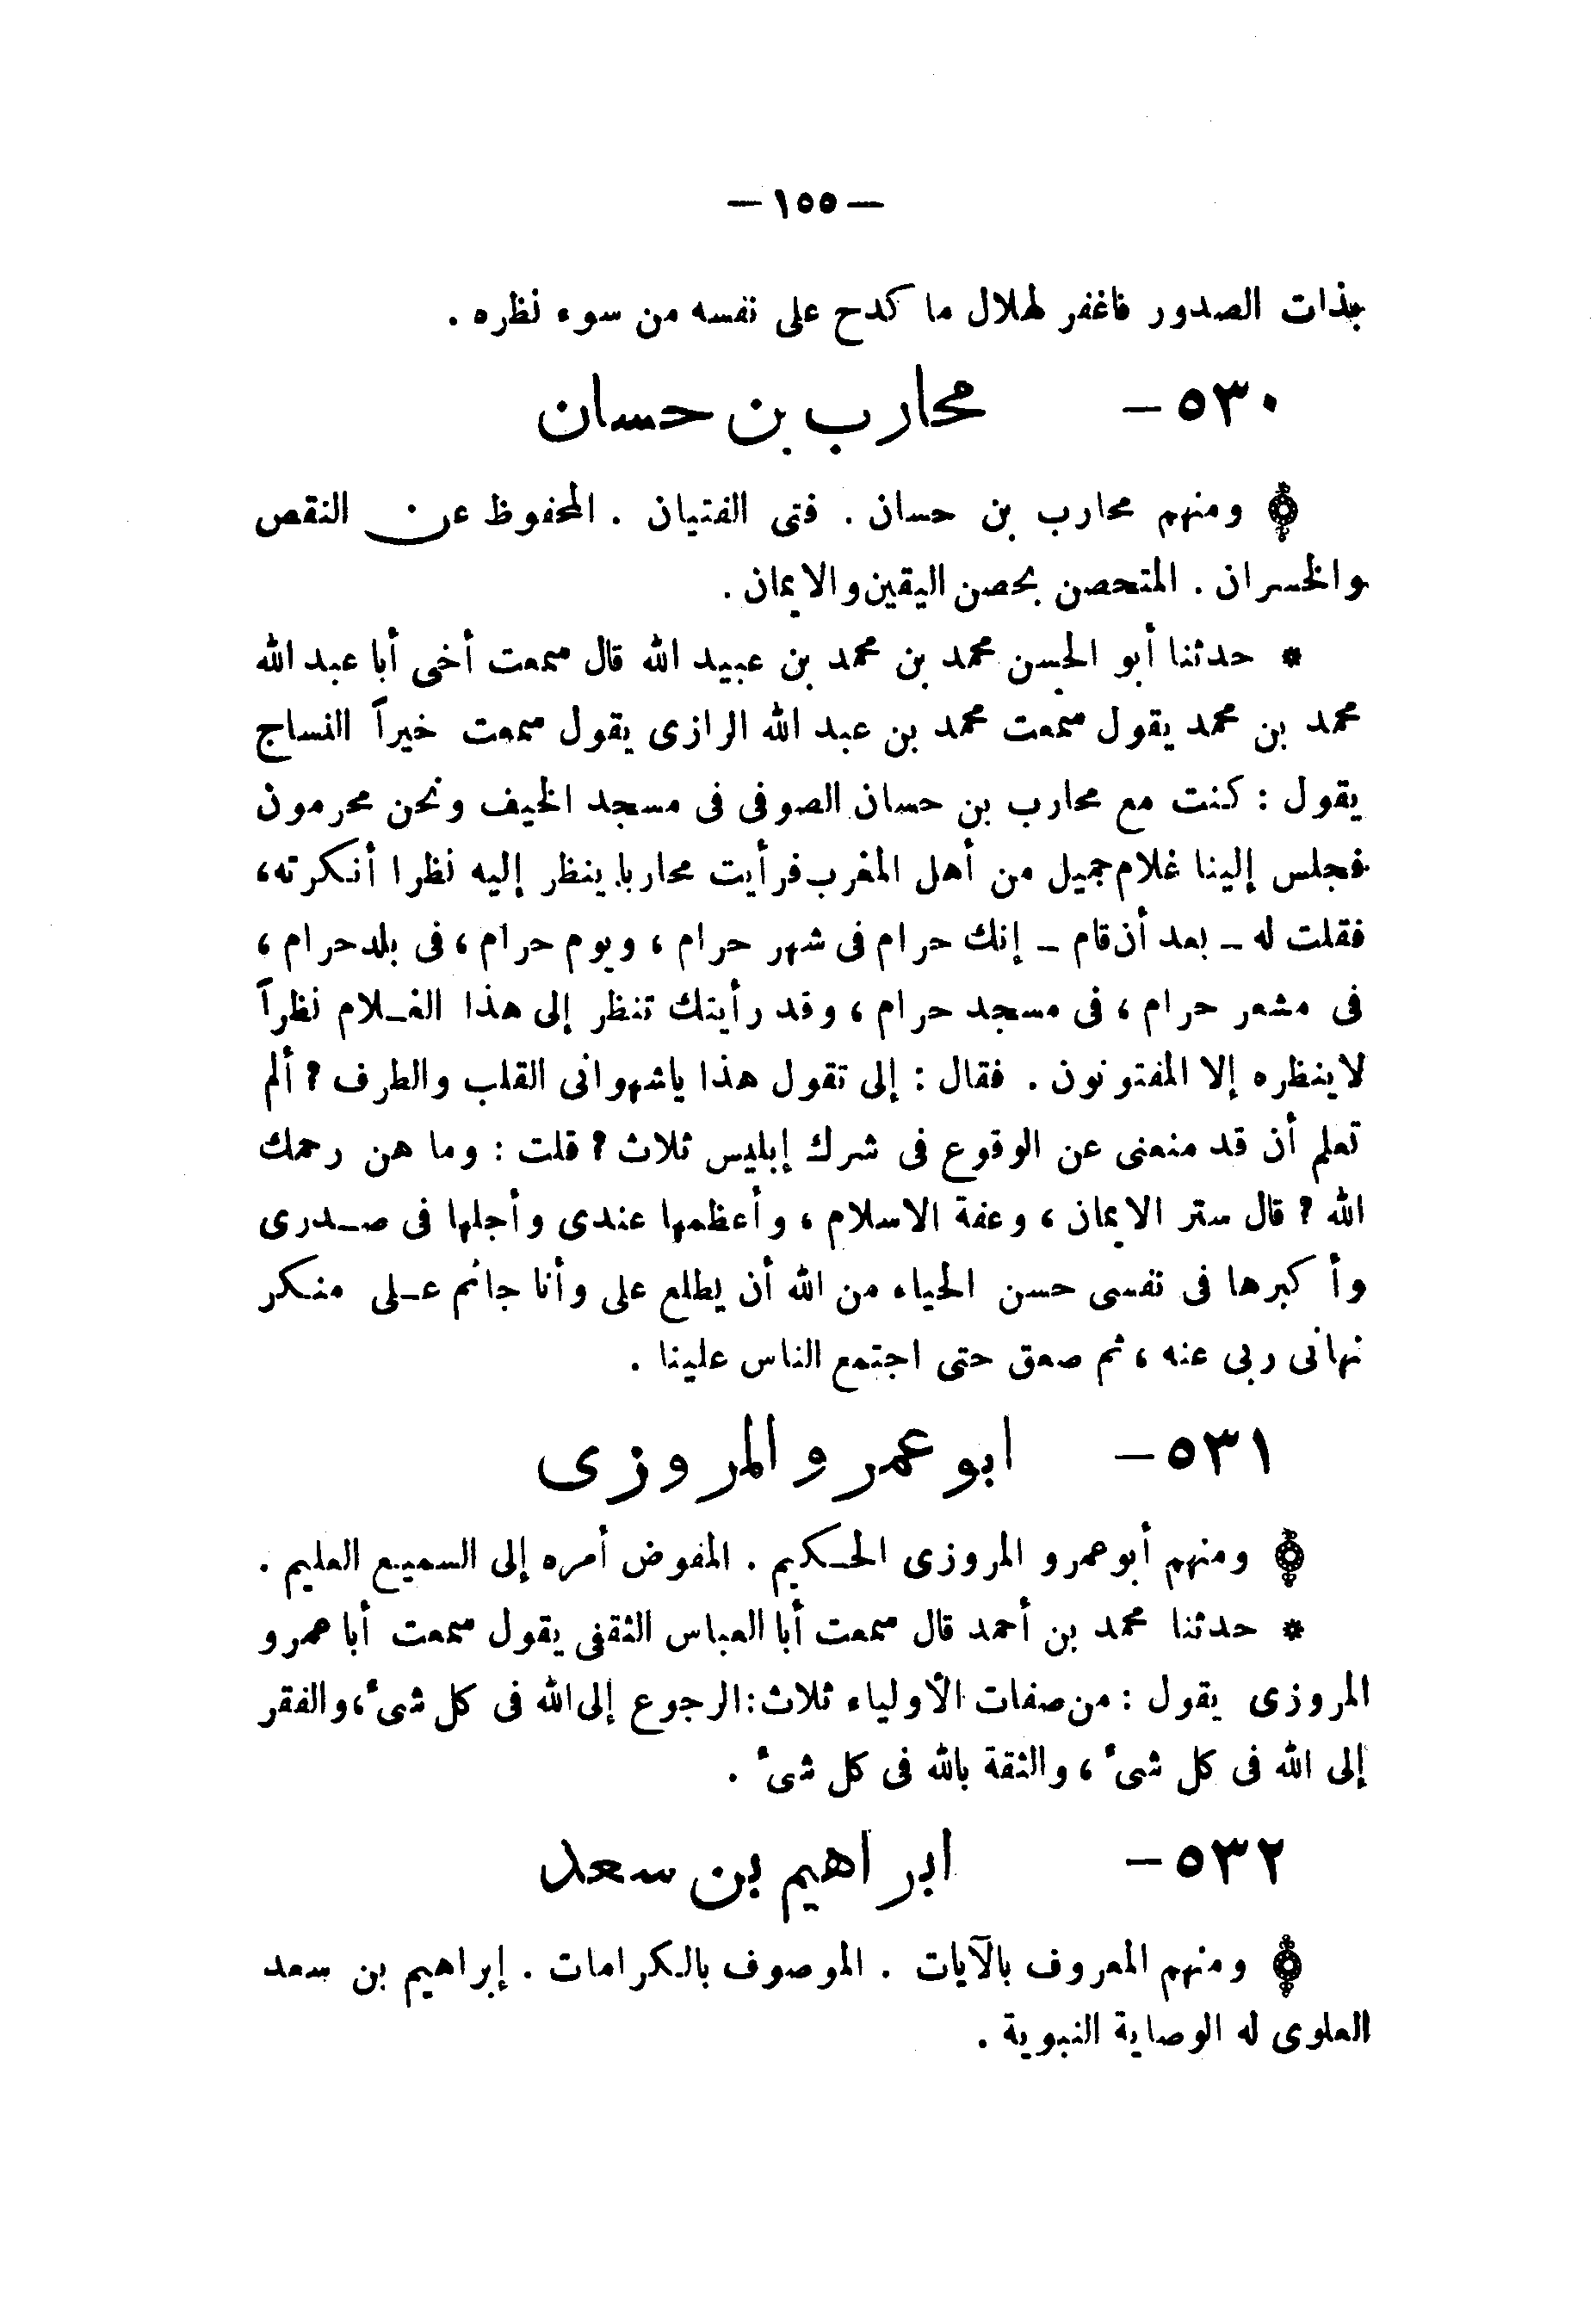 — ١٥٥ —
بذات الصدور فاغفر لهلال ما كدح على نفسه من سوء نظره .
٥٣٠ — محارب بن حسان
ومنهم محارب بن حسان . فتى الفتيان . المحفوظ عن النقص
والخسران . المتحصن بحصن اليقين والايمان .
* حدثنا أبو الحسن محمد بن محمد بن عبيد الله قال سمعت أخى أبا عبد الله
محمد بن محمد يقول سمعت محمد بن عبد الله الرازى يقول سمعت خيراً النساج
يقول : كنت مع محارب بن حسان الصوفى فى مسجد الخيف ونحن محرمون
فجلس إلينا غلام جميل من أهل المغرب فرأيت محاربا ينظر إليه نظرا أنكرته،
فقلت له – بعد أن قام – إنك حرام فى شهر حرام ، ويوم حرام ، فى بلد حرام ،
فى مشعر حرام ، فى مسجد حرام ، وقد رأيتك تنظر إلى هذا الغلام نظراً
لا ينظره إلا المفتونون . فقال : إلى تقول هذا ياشهوانى القلب والطرف ؟ ألم
تعلم أن قد منعنى عن الوقوع فى شرك إبليس ثلاث ؟ قلت : وما هن رحمك
الله ؟ قال ستر الايمان ، وعفة الاسلام ، وأعظمها عندى وأجلها فى صدرى
وأكبرها فى نفسى حسن الحياء من الله أن يطلع على وأنا جاثم على منكر
نهانى ربى عنه ، ثم صعق حتى اجتمع الناس علينا .
٥٣١ — ابو عمرو المروزى
ومنهم أبو عمرو المروزى الحكيم . المفوض أمره إلى السميع العليم .
* حدثنا محمد بن أحمد قال سمعت أبا العباس الثقفى يقول سمعت أبا عمرو
المروزى يقول : من صفات الأولياء ثلاث : الرجوع إلى الله فى كل شىء ، والفقر
إلى الله فى كل شىء ، والثقة بالله فى كل شىء .
٥٣٢ — ابراهيم بن سعد
ومنهم المعروف بالآيات . الموصوف بالكرامات . إبراهيم بن سعد
العلوى له الوصاية النبوية .